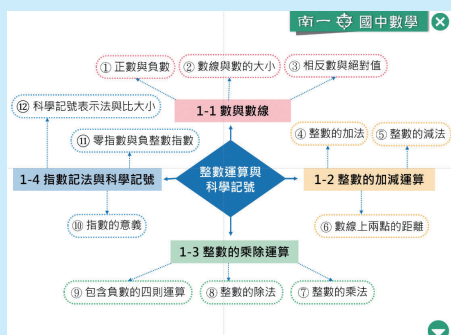 南一 國中數學
① 正數與負數
② 數線與數的大小
③ 相反數與絕對值
⑫ 科學記號表示法與比大小
1-1 數與數線
⑪ 零指數與負整數指數
④ 整數的加法
⑤ 整數的減法
1-4 指數記法與科學記號
整數運算與
科學記號
1-2 整數的加減運算
⑩ 指數的意義
⑥ 數線上兩點的距離
1-3 整數的乘除運算
⑨ 包含負數的四則運算
⑧ 整數的除法
⑦ 整數的乘法